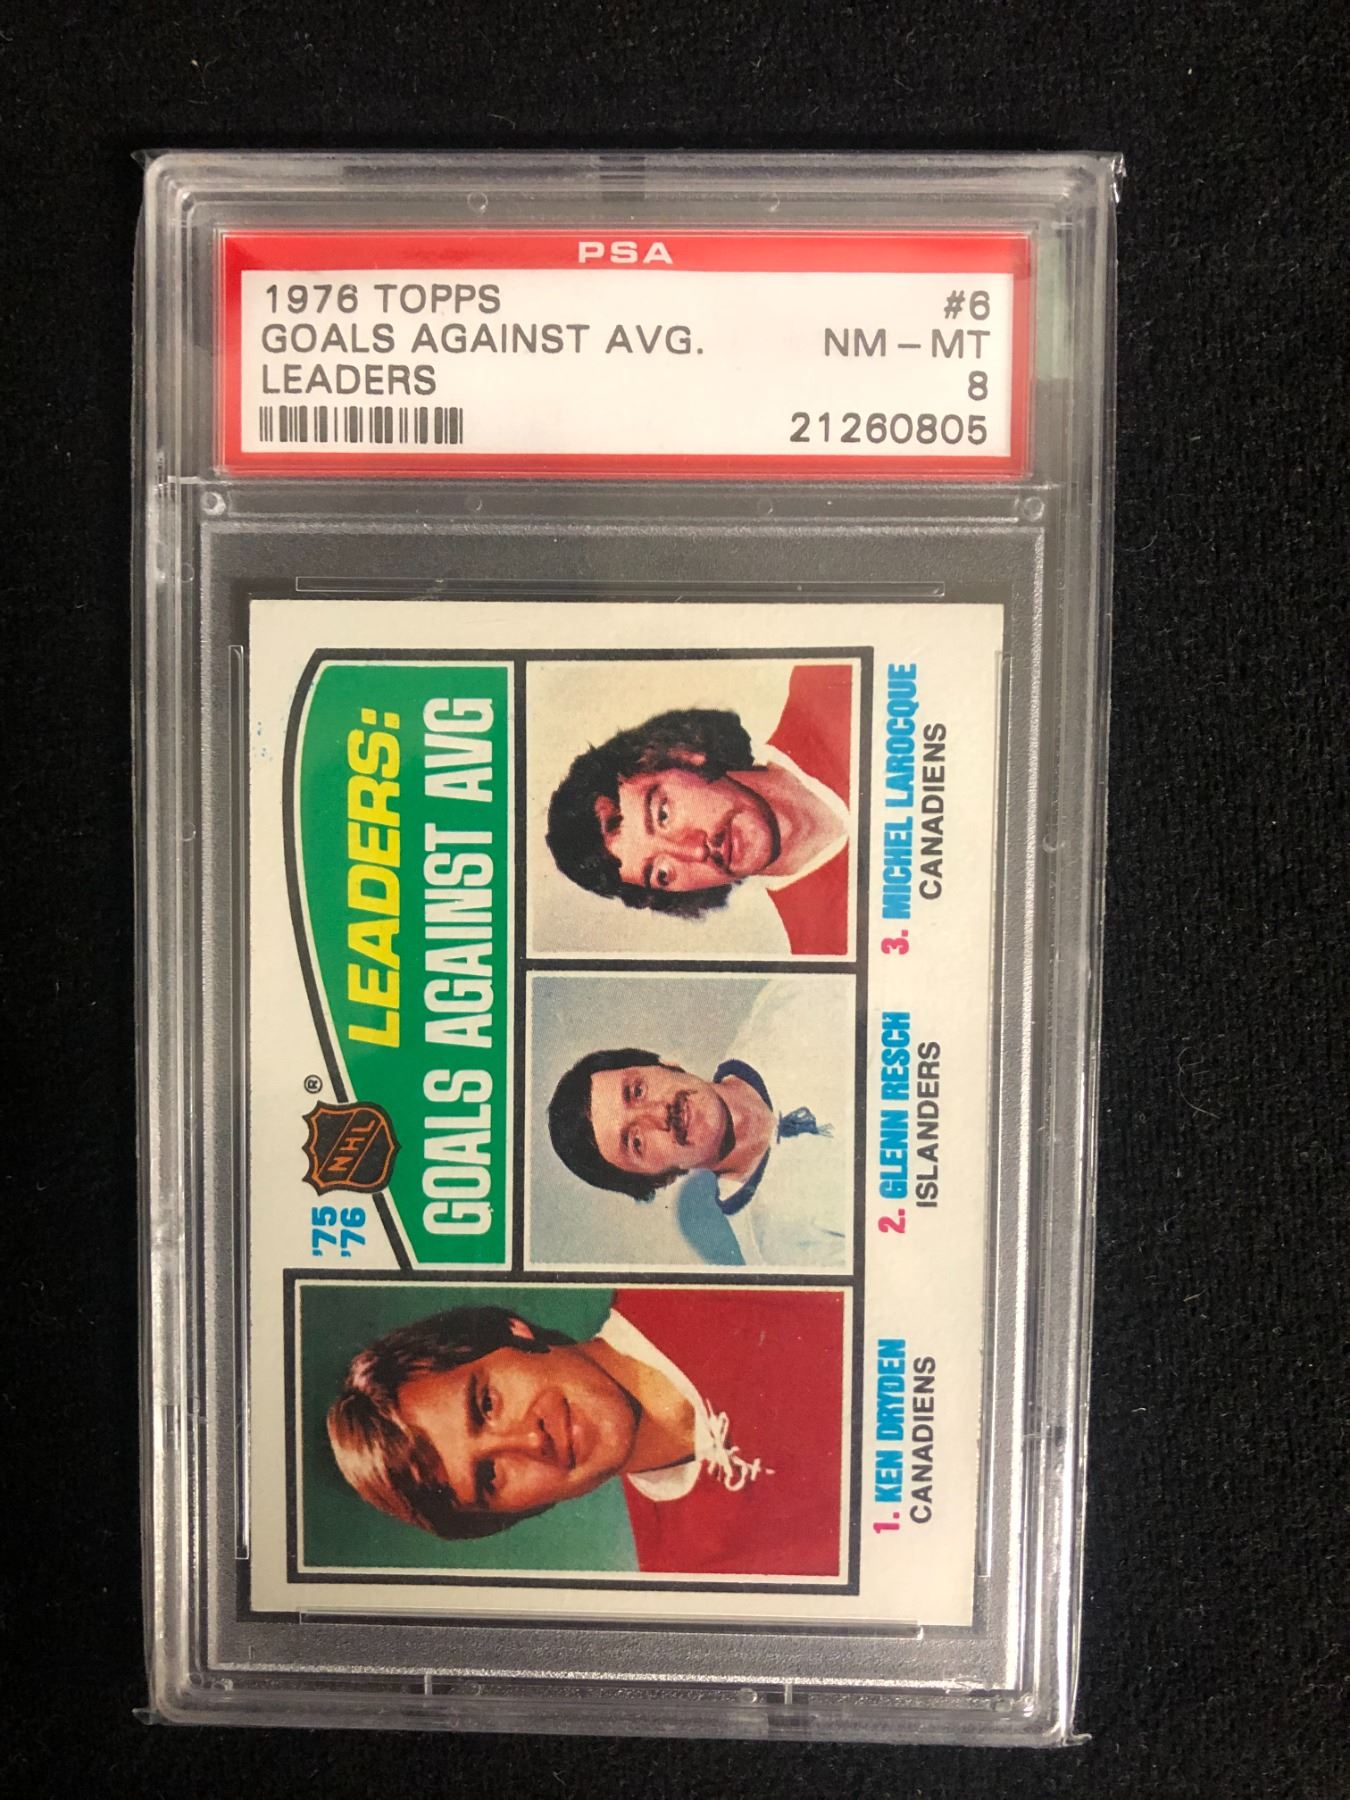 PSA
1976 TOPPS #6
GOALS AGAINST AVG. NM - MT
LEADERS 8
21260805
'75
'76
NHL ®
LEADERS:
GOALS AGAINST AVG
1. KEN DRYDEN
CANADIENS
2. GLENN RESCH
ISLANDERS
3. MICHEL LAROCQUE
CANADIENS